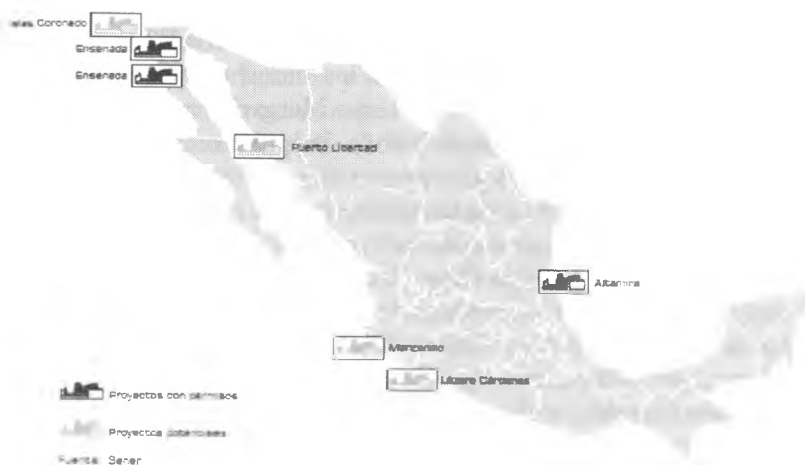 Islas Coronado
Ensenada
Ensenada
Puerto Libertad
Altamira
Manzanillo
Lázaro Cárdenas
Proyectos con permisos
Proyectos potenciales
Fuente: Sener